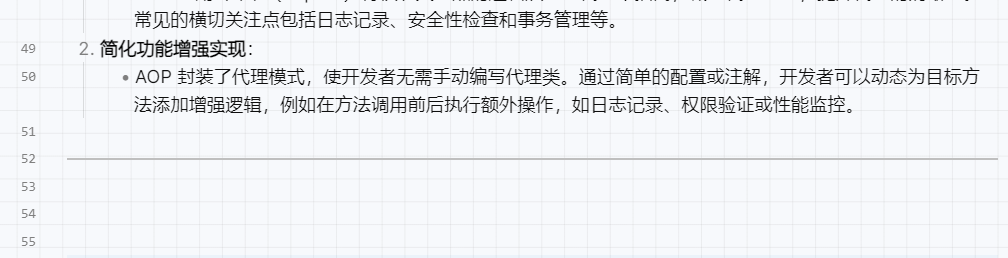 常见的横切关注点包括日志记录、安全性检查和事务管理等。
49 2. 简化功能增强实现：
50 • AOP 封装了代理模式，使开发者无需手动编写代理类。通过简单的配置或注解，开发者可以动态为目标方
法添加增强逻辑，例如在方法调用前后执行额外操作，如日志记录、权限验证或性能监控。
51
52
53
54
55